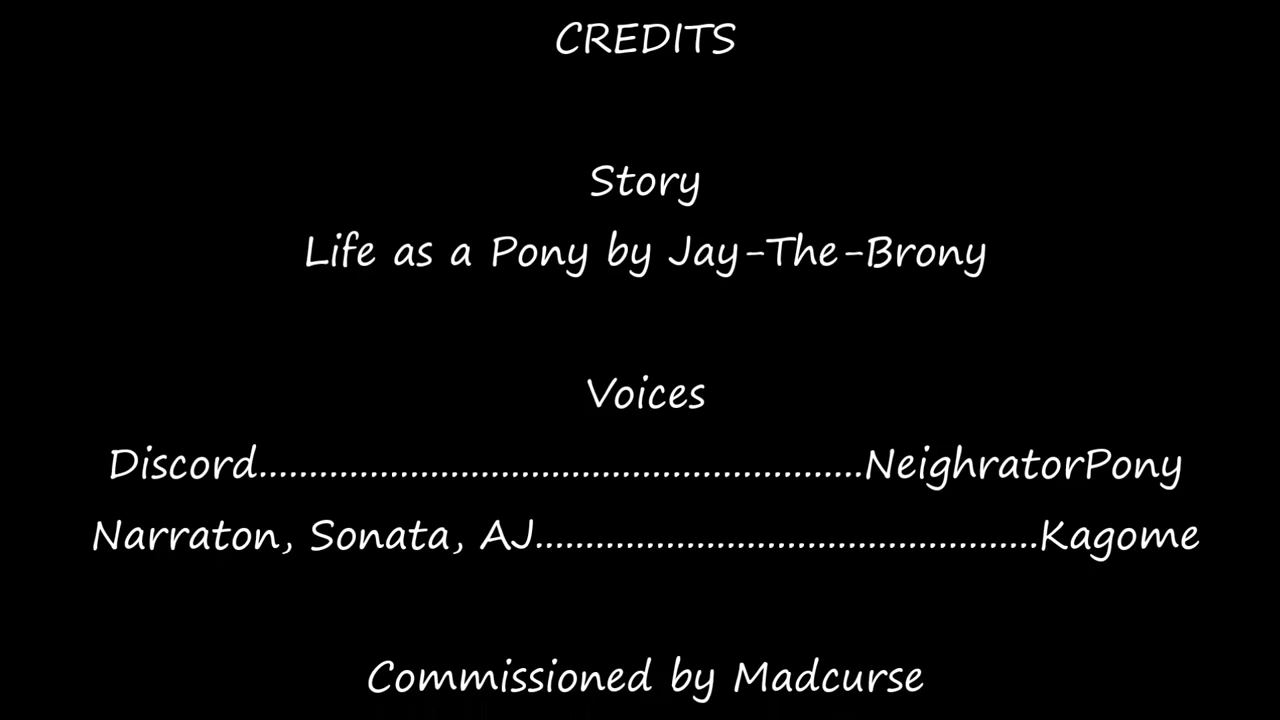 CREDITS
Story
Life as a Pony by Jay-The-Brony
Voices
Discord............................................................NeighratorPony
Narraton, Sonata, AJ..................................................Kagome
Commissioned by Madcurse